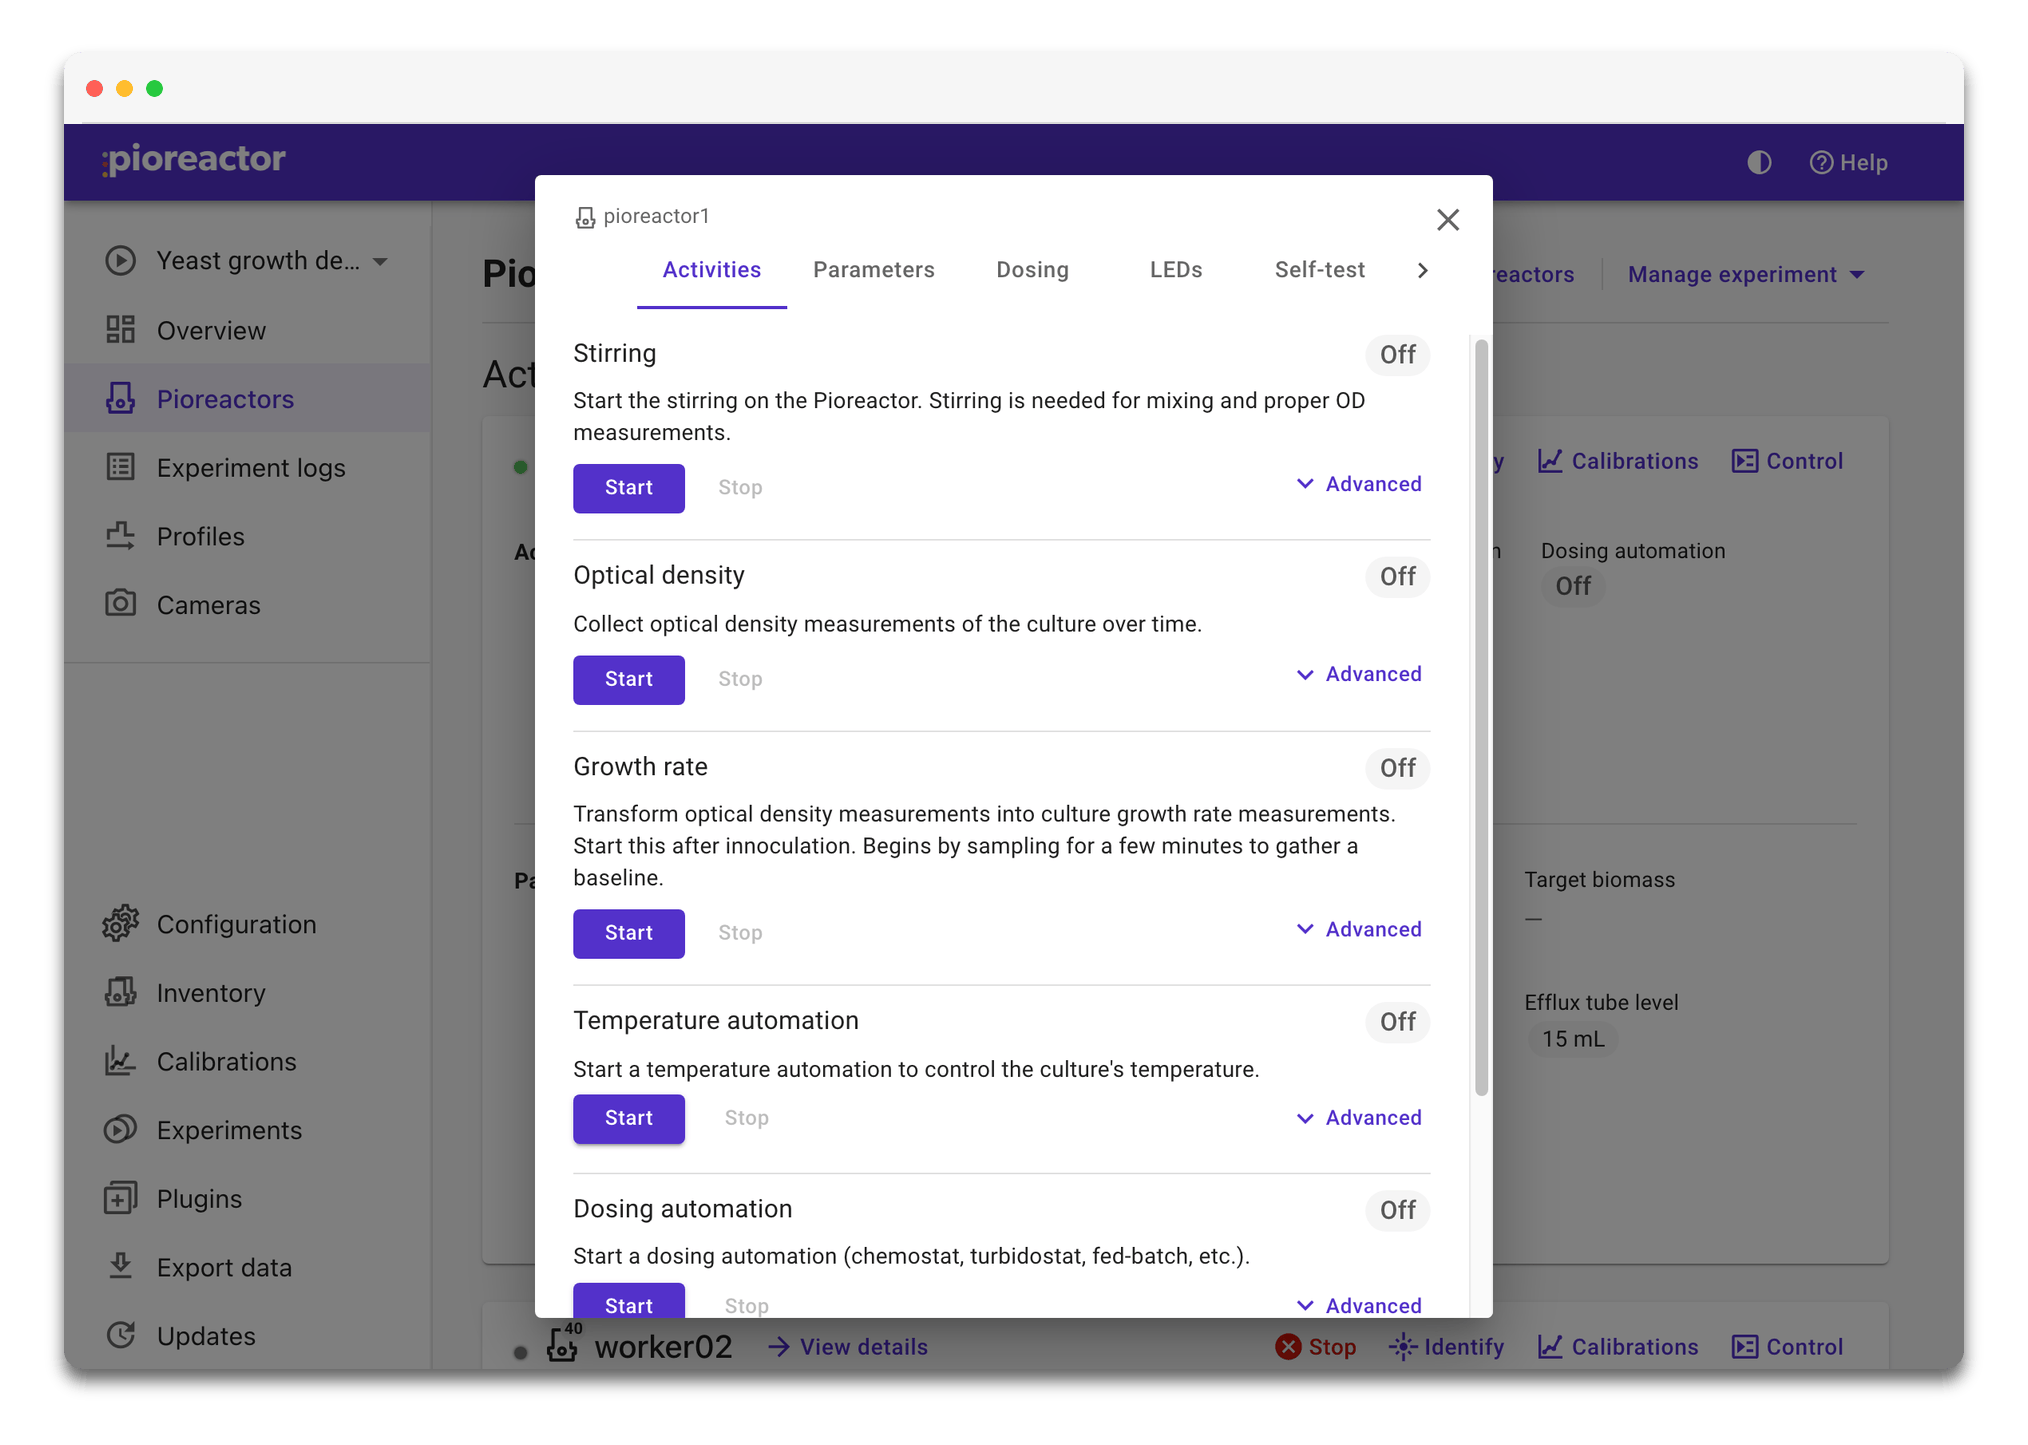 pioreactor
Help
Yeast growth de...
Overview
Pioreactors
Experiment logs
Profiles
Cameras
Configuration
Inventory
Calibrations
Experiments
Plugins
Export data
Updates
Manage experiment
Calibrations
Control
Dosing automation
Off
Target biomass
—
Efflux tube level
15 mL
pioreactor1
Activities Parameters Dosing LEDs Self-test
Stirring Off
Start the stirring on the Pioreactor. Stirring is needed for mixing and proper OD
measurements.
Start Stop Advanced
Optical density Off
Collect optical density measurements of the culture over time.
Start Stop Advanced
Growth rate Off
Transform optical density measurements into culture growth rate measurements.
Start this after innoculation. Begins by sampling for a few minutes to gather a
baseline.
Start Stop Advanced
Temperature automation Off
Start a temperature automation to control the culture's temperature.
Start Stop Advanced
Dosing automation Off
Start a dosing automation (chemostat, turbidostat, fed-batch, etc.).
Start Stop Advanced
40 worker02 View details Stop Identify Calibrations Control